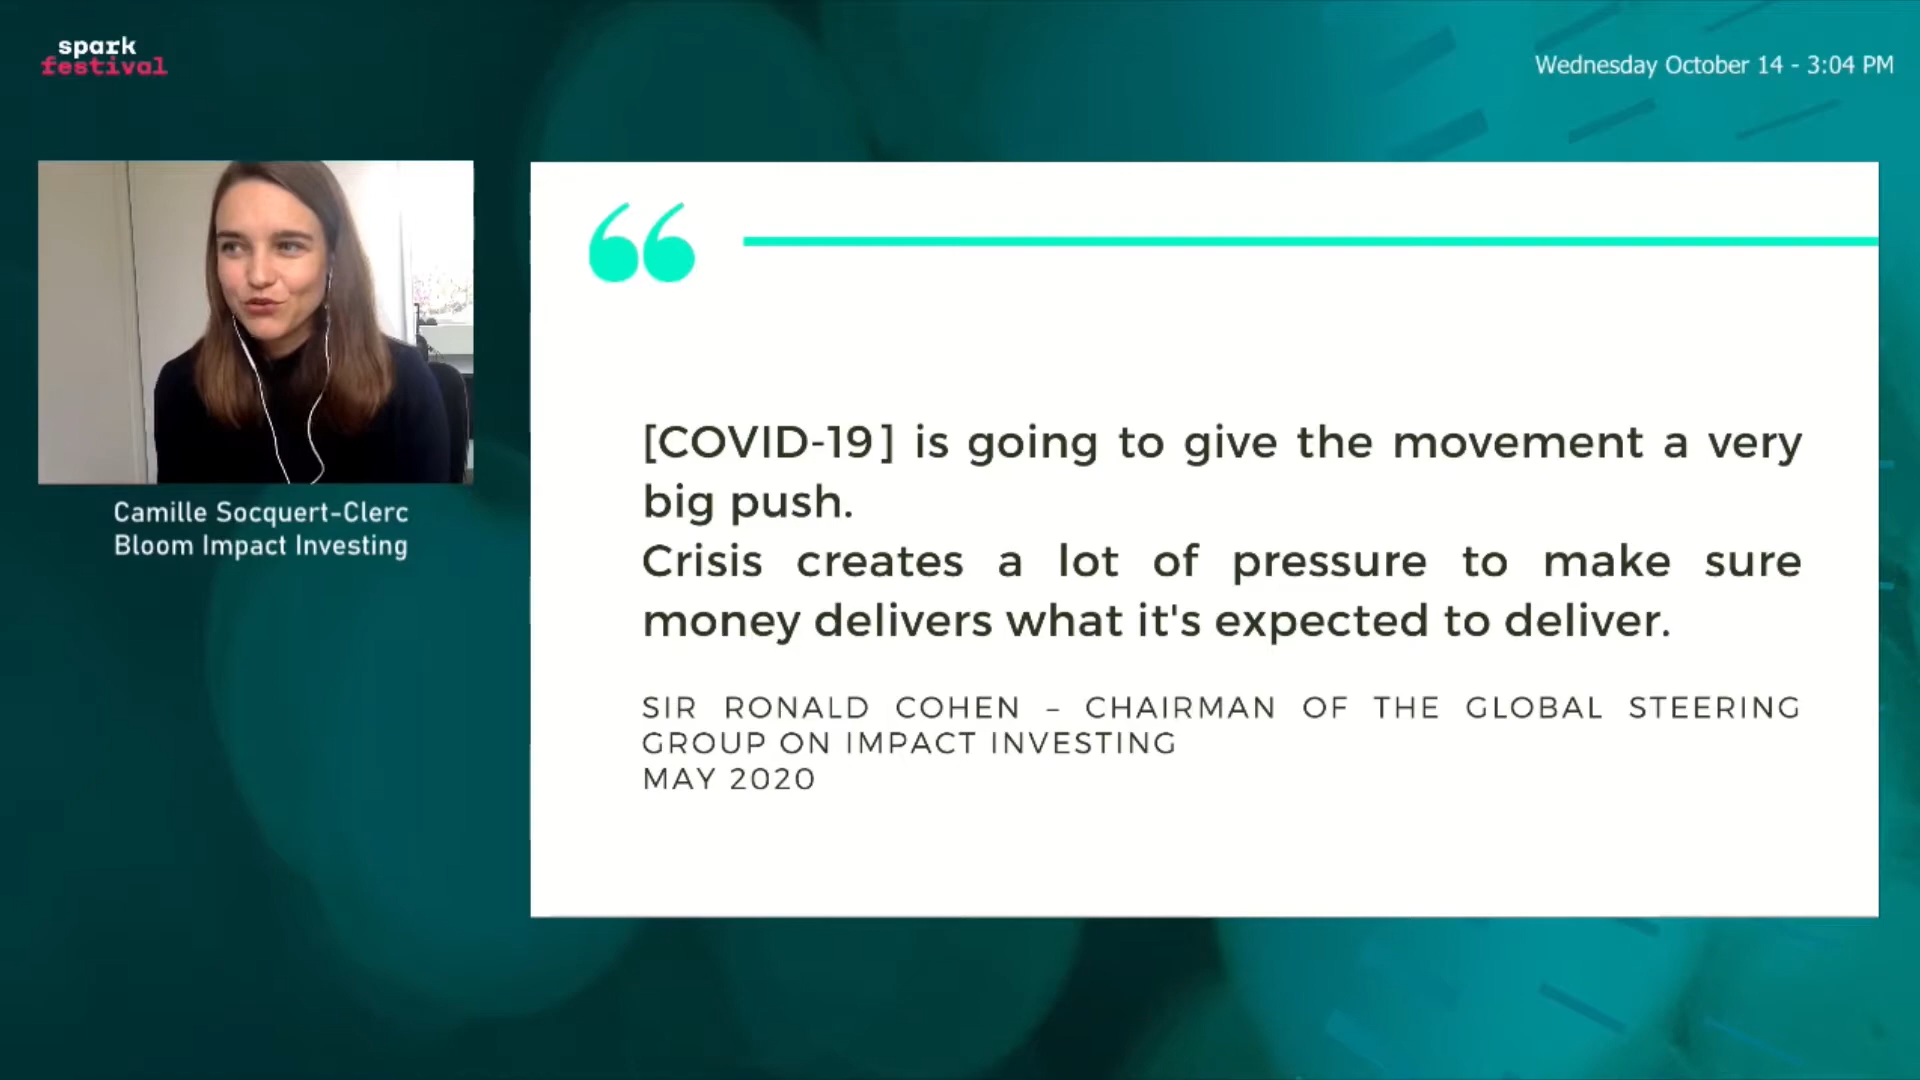 spark
festival
Wednesday October 14 - 3:04 PM
Camille Socquert-Clerc
Bloom Impact Investing
“
[COVID-19] is going to give the movement a very
big push.
Crisis creates a lot of pressure to make sure
money delivers what it's expected to deliver.
SIR RONALD COHEN – CHAIRMAN OF THE GLOBAL STEERING
GROUP ON IMPACT INVESTING
MAY 2020